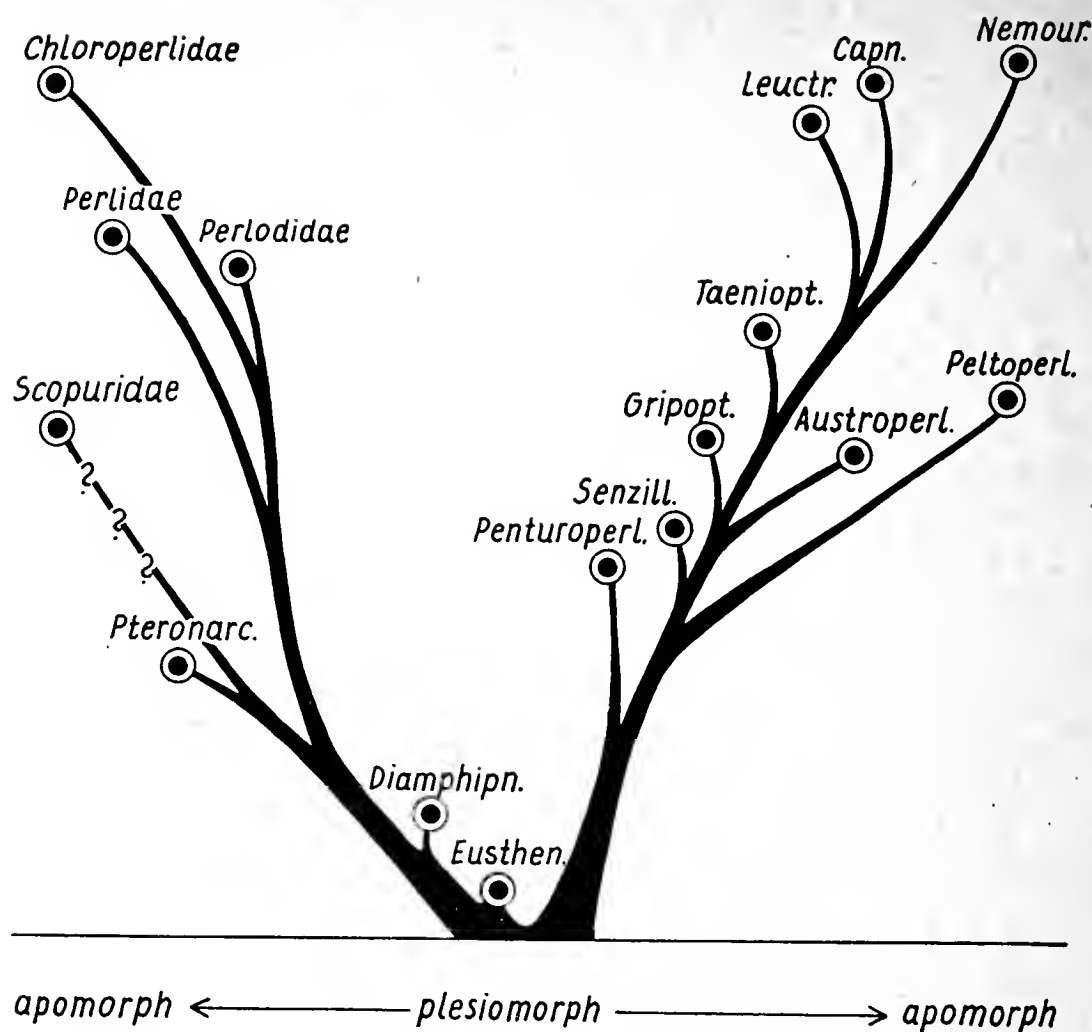 Nemour.
Capn.
Chloroperlidae
Leuctr.
Perlidae
Perlodidae
Taeniopt.
Peltoperl.
Scopuridae
Gripopt.
Austroperl.
Senzill.
Penturoperl.
? ? ?
Pteronarc.
Diamphipn.
Eusthen.
apomorph ← plesiomorph → apomorph